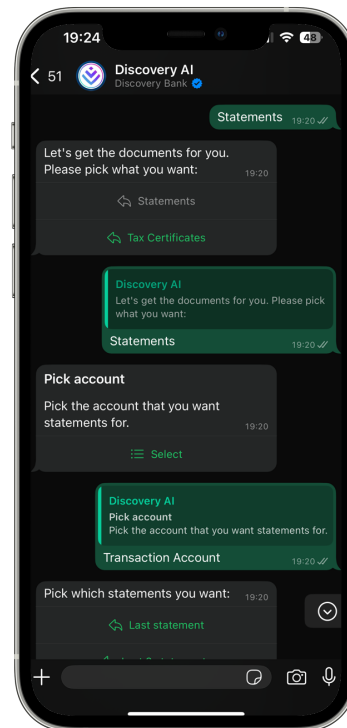 19:24
48
51
Discovery AI
Discovery Bank
Statements 19:20
Let's get the documents for you.
Please pick what you want: 19:20
Statements
Tax Certificates
Discovery AI
Let's get the documents for you. Please pick
what you want:
Statements 19:20
Pick account
Pick the account that you want
statements for. 19:20
Select
Discovery AI
Pick account
Pick the account that you want statements for.
Transaction Account 19:20
Pick which statements you want: 19:20
Last statement